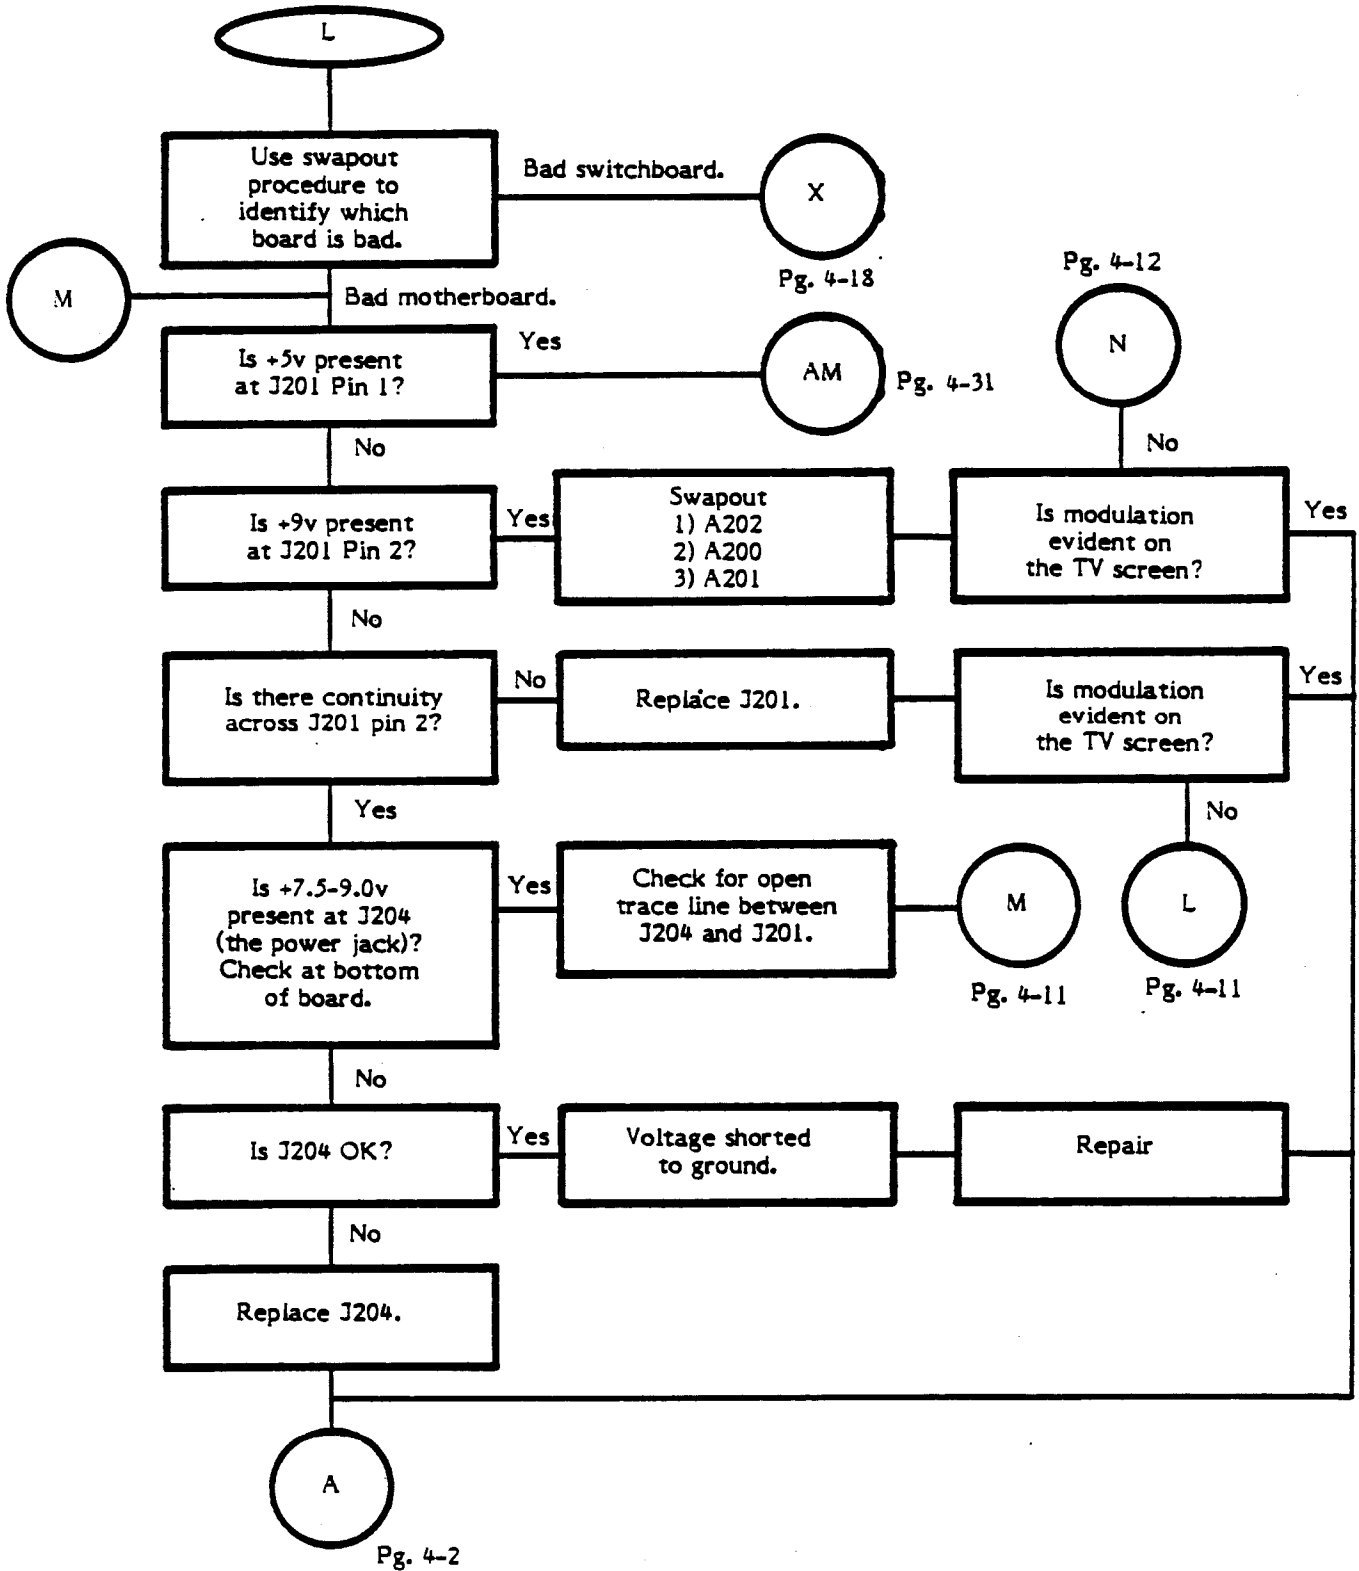 L
Use swapout
procedure to
identify which
board is bad.
Bad switchboard.
X
Pg. 4-18
M
Bad motherboard.
Is +5v present
at J201 Pin 1?
Yes
AM
Pg. 4-31
Pg. 4-12
N
No
No
Is +9v present
at J201 Pin 2?
Yes
Swapout
1) A202
2) A200
3) A201
Is modulation
evident on
the TV screen?
Yes
No
Is there continuity
across J201 pin 2?
No
Replace J201.
Is modulation
evident on
the TV screen?
Yes
Yes
No
Is +7.5-9.0v
present at J204
(the power jack)?
Check at bottom
of board.
Yes
Check for open
trace line between
J204 and J201.
M
Pg. 4-11
L
Pg. 4-11
No
Is J204 OK?
Yes
Voltage shorted
to ground.
Repair
No
Replace J204.
A
Pg. 4-2